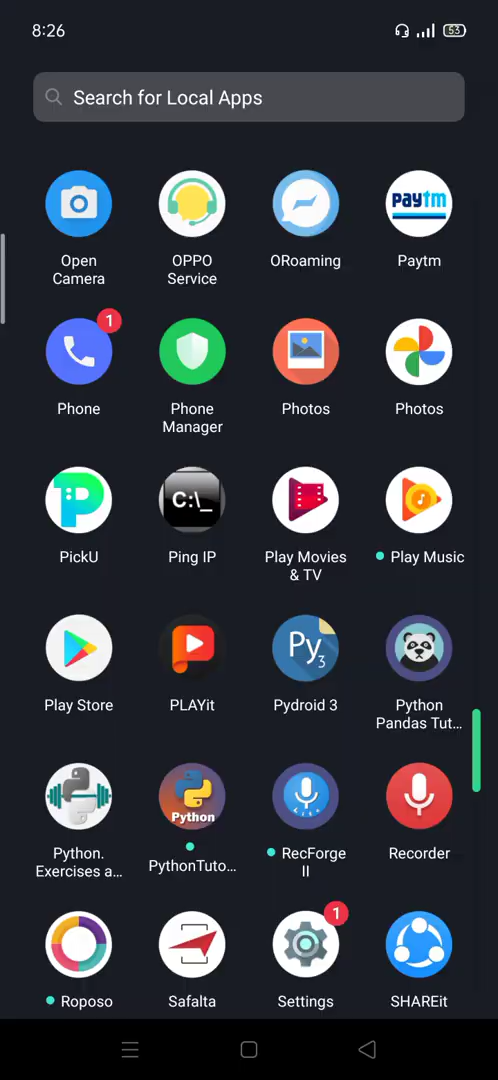 8:26
53
Search for Local Apps
paytm
Open
Camera
OPPO
Service
ORoaming
Paytm
1
Phone
Phone
Manager
Photos
Photos
C:\_
PickU
Ping IP
Play Movies
& TV
Play Music
Py3
Play Store
PLAYit
Pydroid 3
Python
Pandas Tut...
Python
Python.
Exercises a...
PythonTuto...
RecForge
II
Recorder
1
Roposo
Safalta
Settings
SHAREit